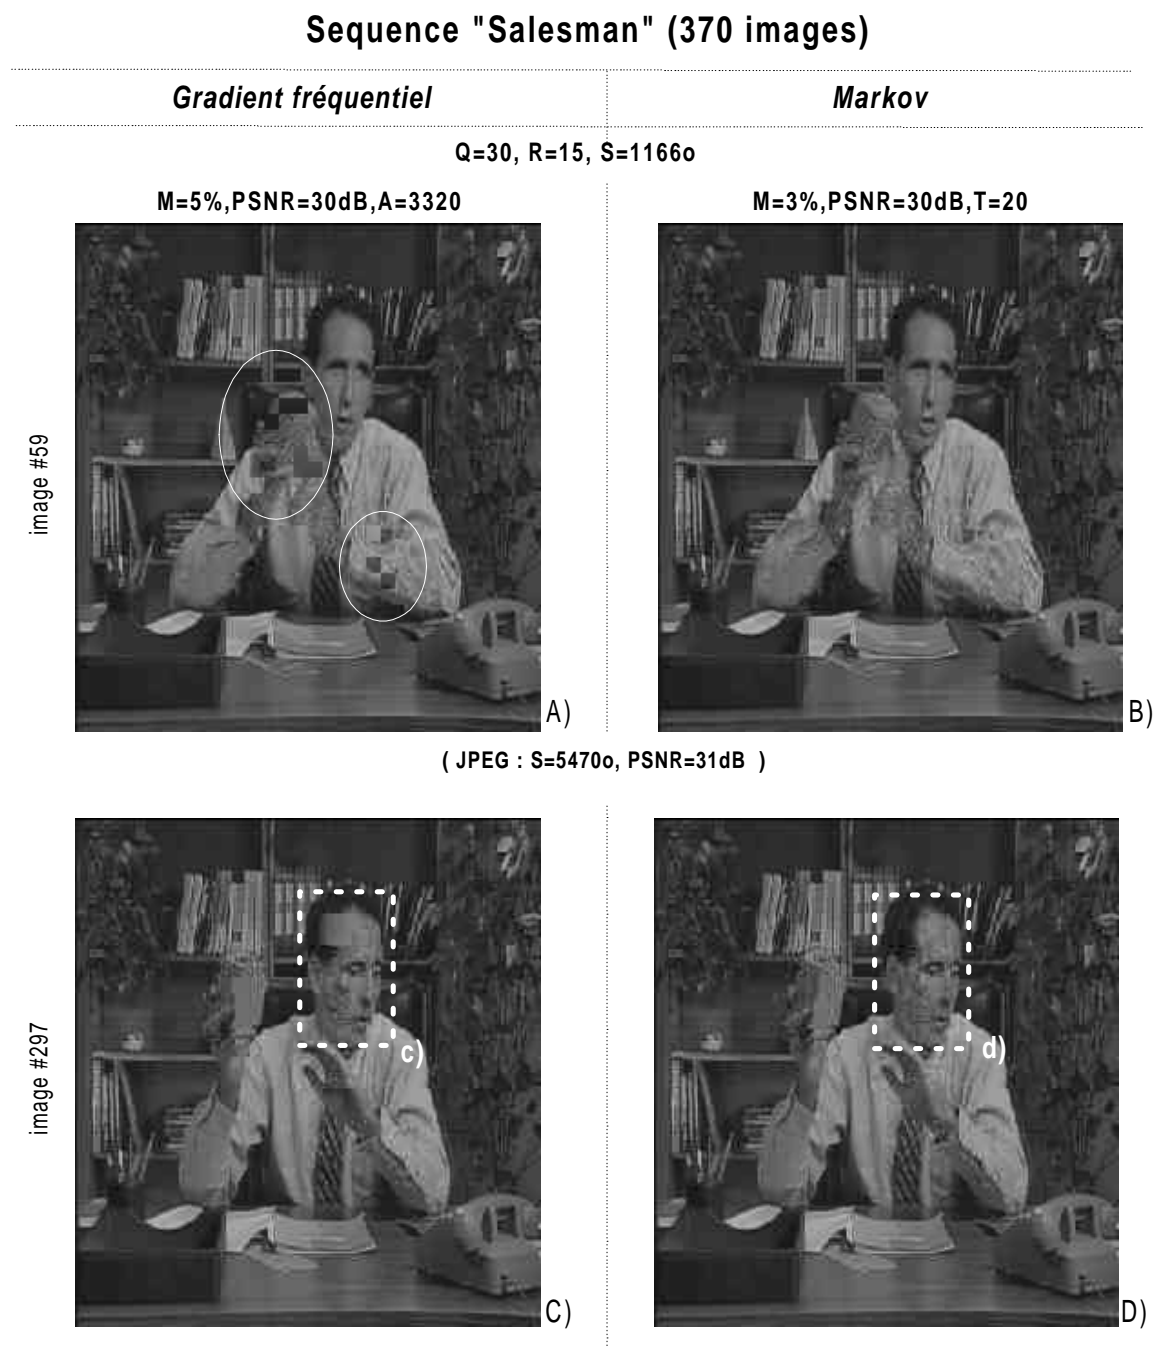 Sequence "Salesman" (370 images)
Gradient fréquentiel
Markov
Q=30, R=15, S=1166o
M=5%,PSNR=30dB,A=3320
M=3%,PSNR=30dB,T=20
image #59
A)
B)
( JPEG : S=5470o, PSNR=31dB )
image #297
c)
d)
C)
D)